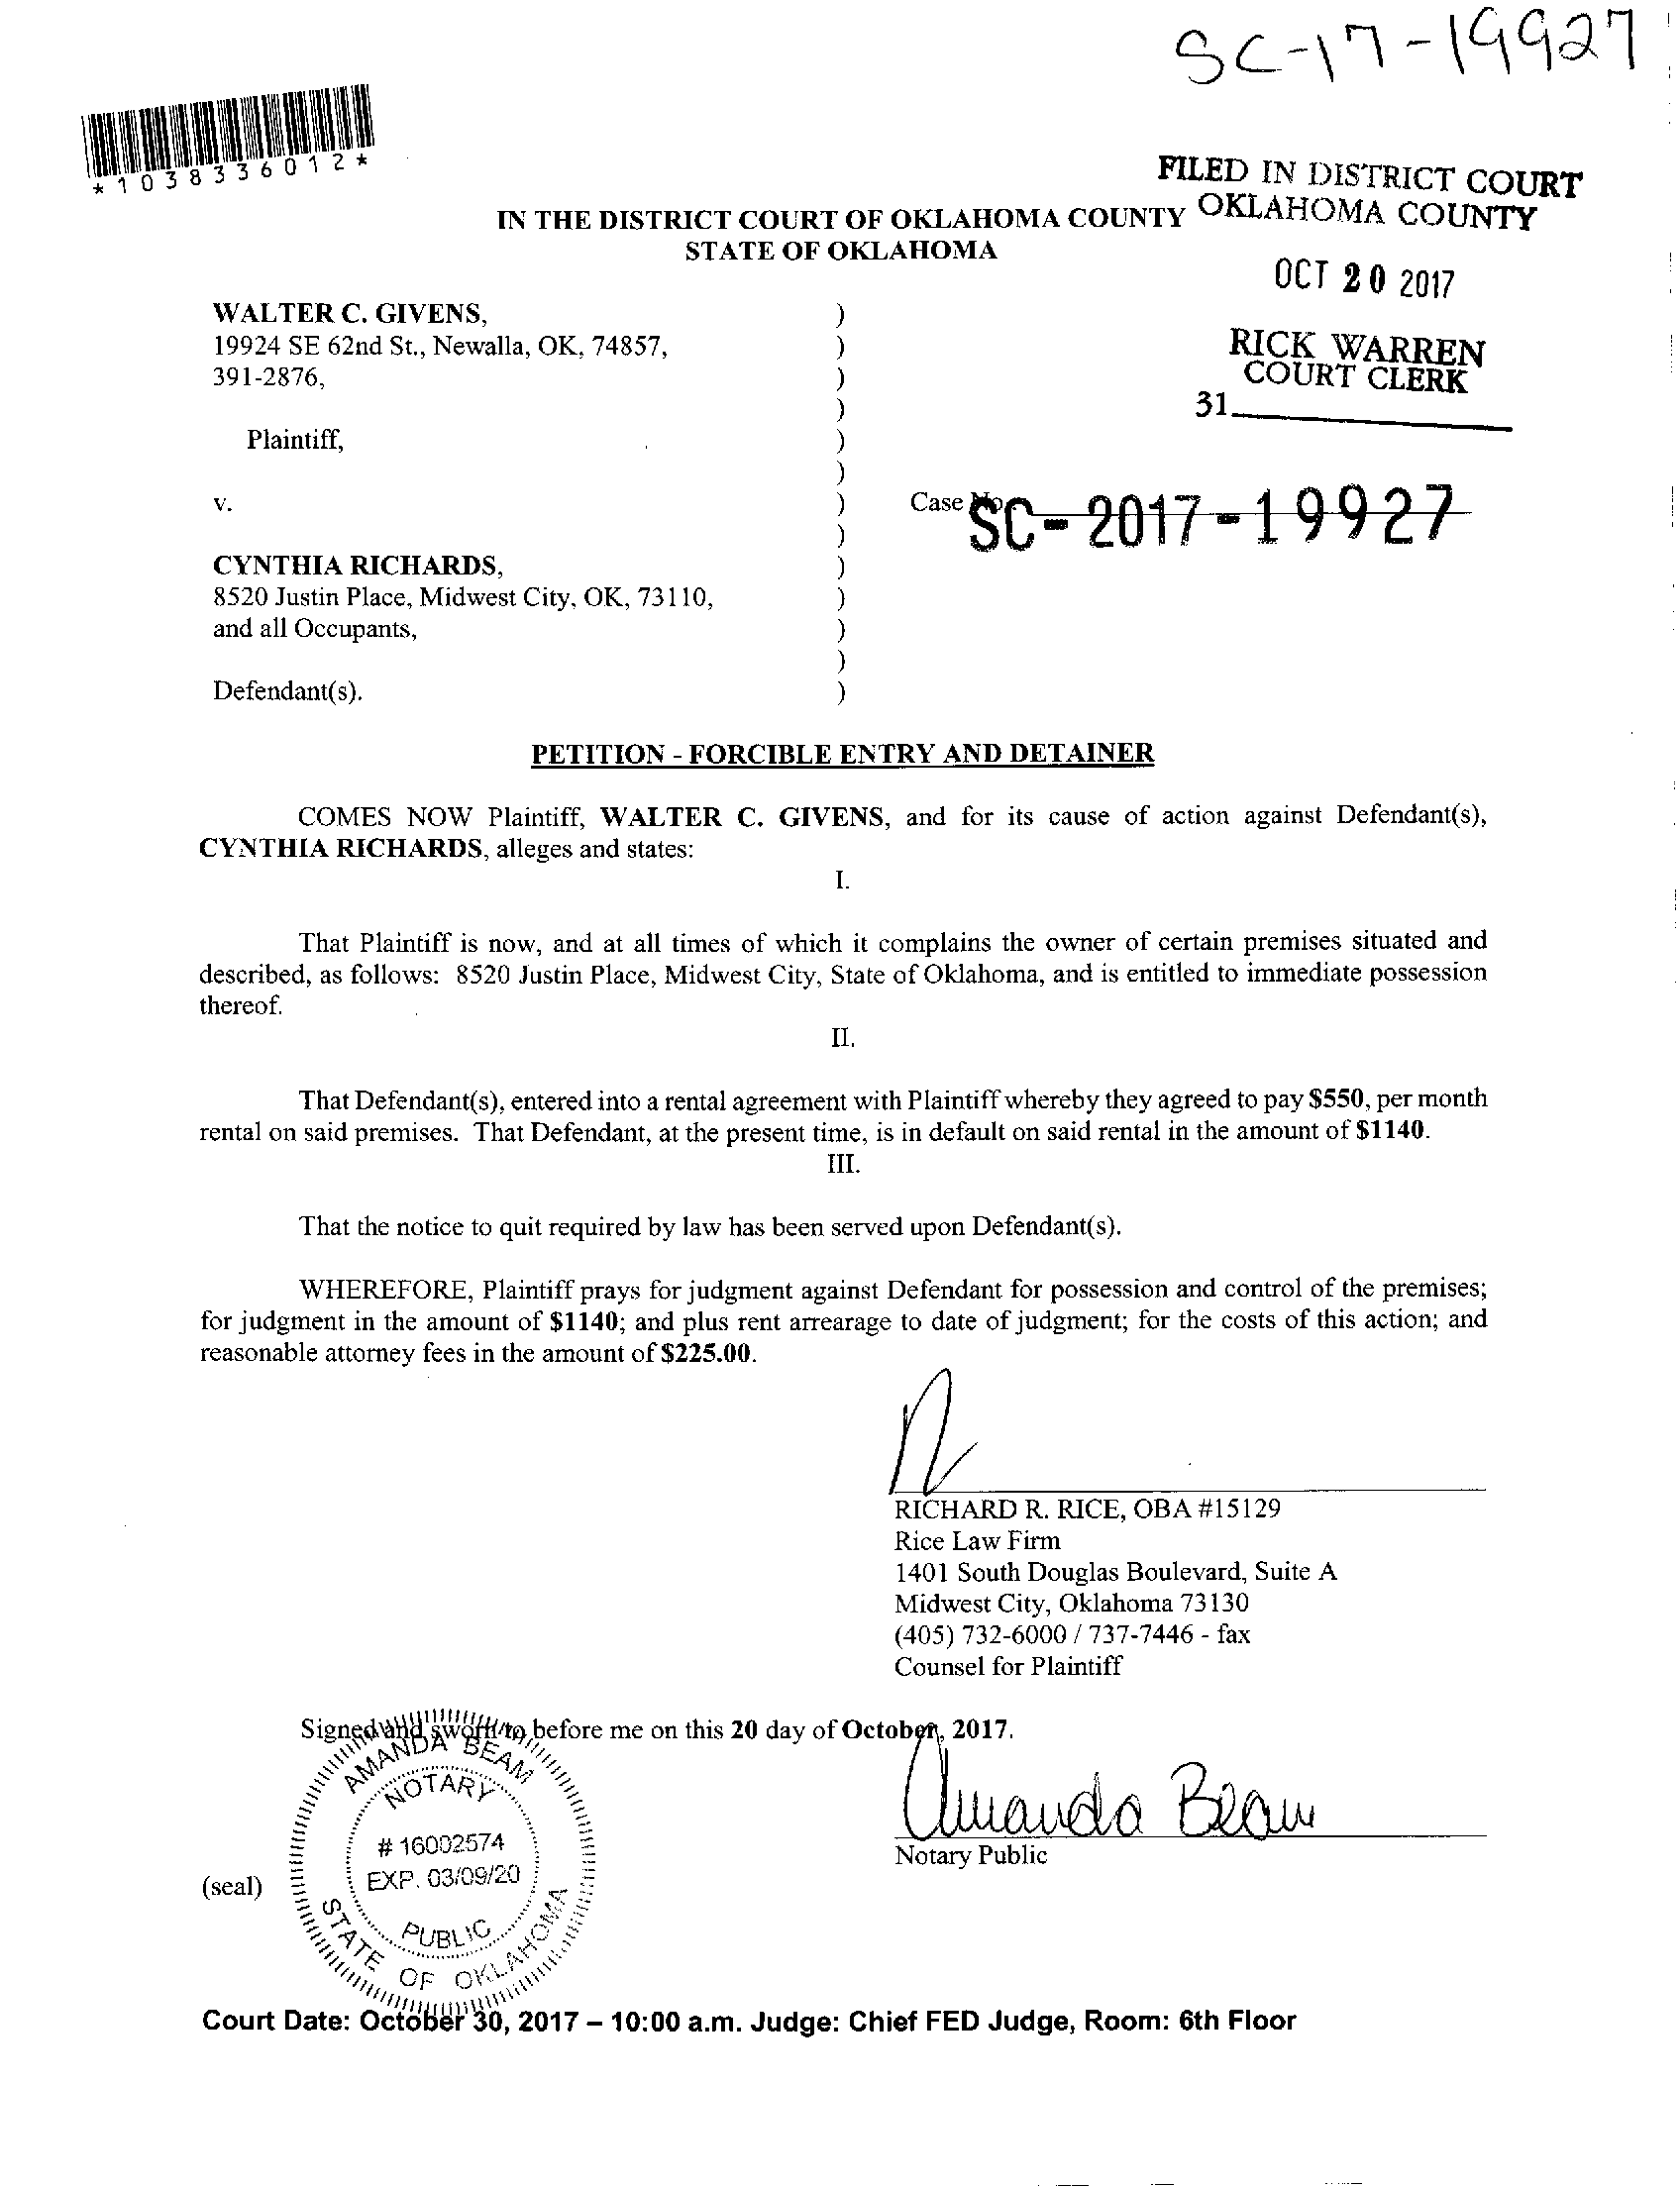 SC-17-19927
*1038336012*
FILED IN DISTRICT COURT
OKLAHOMA COUNTY
IN THE DISTRICT COURT OF OKLAHOMA COUNTY
STATE OF OKLAHOMA
OCT 20 2017
RICK WARREN
COURT CLERK
31
WALTER C. GIVENS, )
19924 SE 62nd St., Newalla, OK, 74857, )
391-2876, )
)
Plaintiff, )
)
v. )
Case No. SC-2017-19927
)
CYNTHIA RICHARDS, )
8520 Justin Place, Midwest City, OK, 73110, )
and all Occupants, )
)
Defendant(s). )
PETITION - FORCIBLE ENTRY AND DETAINER
COMES NOW Plaintiff, WALTER C. GIVENS, and for its cause of action against Defendant(s),
CYNTHIA RICHARDS, alleges and states:
I.
That Plaintiff is now, and at all times of which it complains the owner of certain premises situated and
described, as follows: 8520 Justin Place, Midwest City, State of Oklahoma, and is entitled to immediate possession
thereof.
II.
That Defendant(s), entered into a rental agreement with Plaintiff whereby they agreed to pay $550, per month
rental on said premises. That Defendant, at the present time, is in default on said rental in the amount of $1140.
III.
That the notice to quit required by law has been served upon Defendant(s).
WHEREFORE, Plaintiff prays for judgment against Defendant for possession and control of the premises;
for judgment in the amount of $1140; and plus rent arrearage to date of judgment; for the costs of this action; and
reasonable attorney fees in the amount of $225.00.
RICHARD R. RICE, OBA #15129
Rice Law Firm
1401 South Douglas Boulevard, Suite A
Midwest City, Oklahoma 73130
(405) 732-6000 / 737-7446 - fax
Counsel for Plaintiff
Signed and sworn to before me on this 20 day of October, 2017.
Amanda Beam
Notary Public
(seal)
AMANDA BEAM
NOTARY
# 16002574
EXP. 03/09/20
PUBLIC
STATE OF OKLAHOMA
Court Date: October 30, 2017 – 10:00 a.m. Judge: Chief FED Judge, Room: 6th Floor